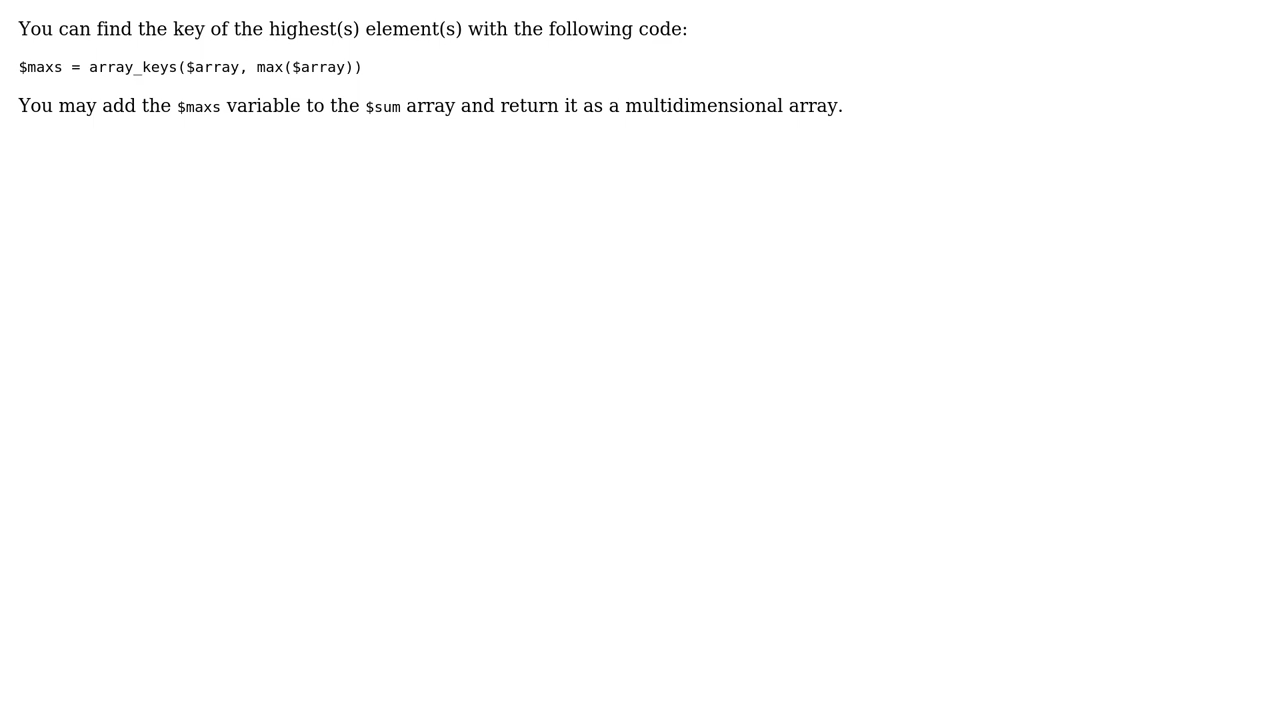 You can find the key of the highest(s) element(s) with the following code:
$maxs = array_keys($array, max($array))
You may add the $maxs variable to the $sum array and return it as a multidimensional array.